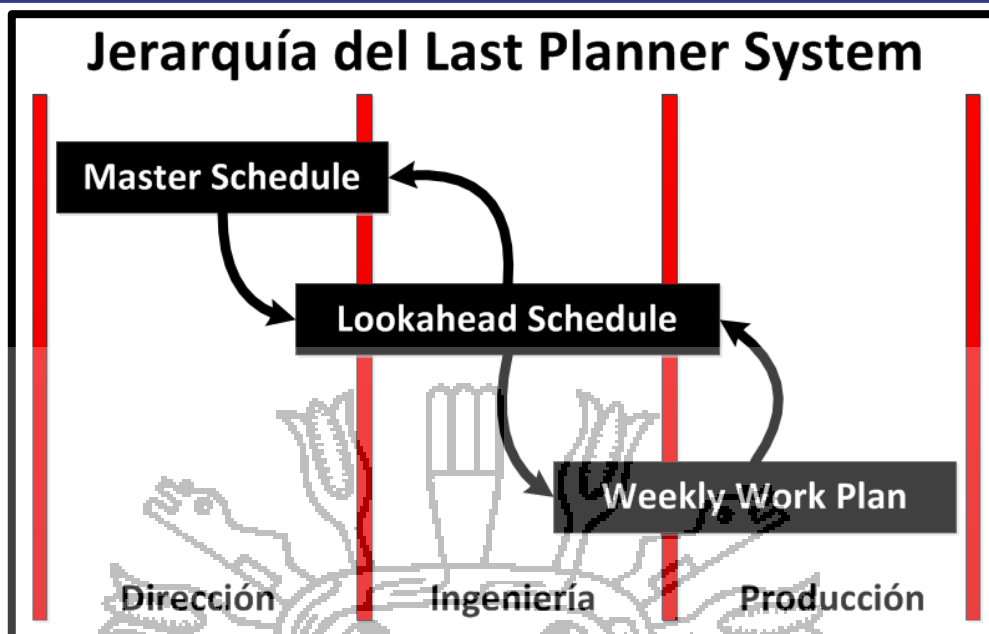 Jerarquía del Last Planner System
Master Schedule
Lookahead Schedule
Weekly Work Plan
Dirección
Ingeniería
Producción